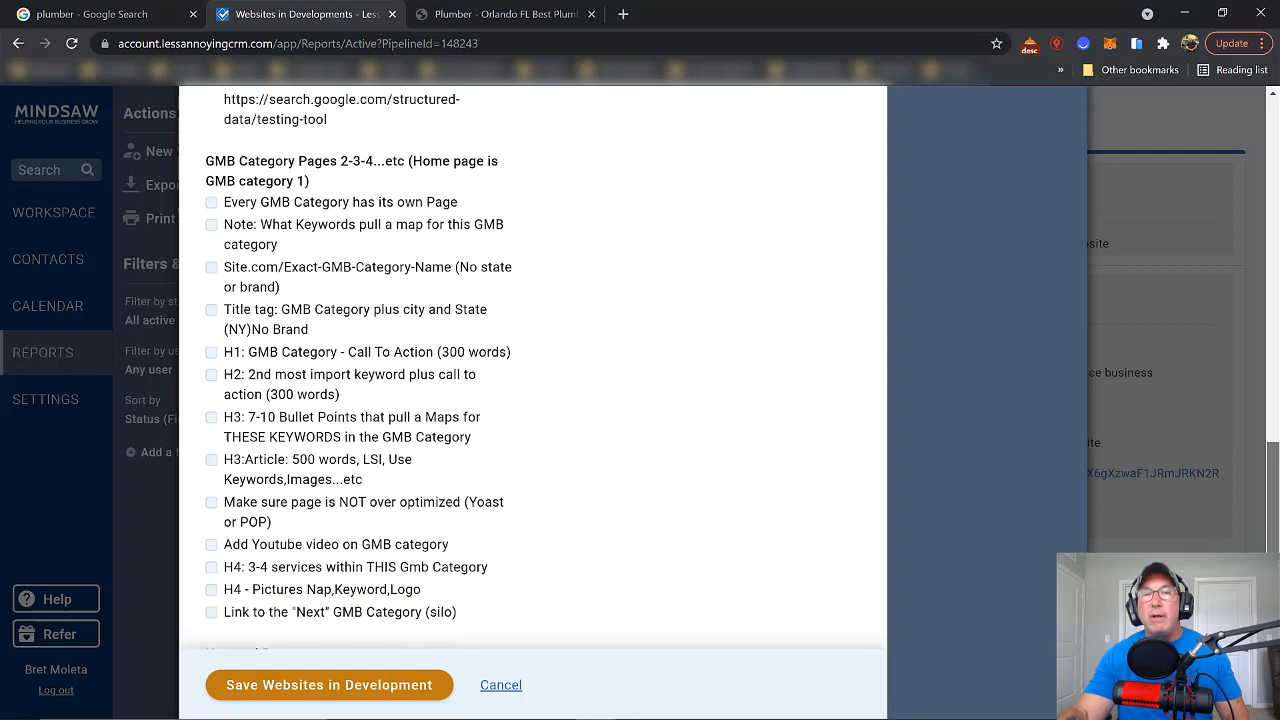 plumber - Google Search
Websites in Development - Less
Plumber - Orlando FL Best Plumb
account.lessannoyingcrm.com/app/Reports/Active?PipelineId=148243
desc
Update
»
Other bookmarks
Reading list
MINDSAW
HELPING YOUR BUSINESS GROW
Search
WORKSPACE
CONTACTS
CALENDAR
REPORTS
SETTINGS
Help
Refer
Bret Moleta
Log out
Actions
New
Expor
Print
Filters &
Filter by st
All active
Filter by us
Any user
Sort by
Status (Fi
Add a f
https://search.google.com/structured-
data/testing-tool
GMB Category Pages 2-3-4...etc (Home page is
GMB category 1)
Every GMB Category has its own Page
Note: What Keywords pull a map for this GMB
category
Site.com/Exact-GMB-Category-Name (No state
or brand)
Title tag: GMB Category plus city and State
(NY)No Brand
H1: GMB Category - Call To Action (300 words)
H2: 2nd most import keyword plus call to
action (300 words)
H3: 7-10 Bullet Points that pull a Maps for
THESE KEYWORDS in the GMB Category
H3:Article: 500 words, LSI, Use
Keywords,Images...etc
Make sure page is NOT over optimized (Yoast
or POP)
Add Youtube video on GMB category
H4: 3-4 services within THIS Gmb Category
H4 - Pictures Nap,Keyword,Logo
Link to the "Next" GMB Category (silo)
Save Websites in Development
Cancel
bsite
rce business
ite
X6gXzwaF1JRmJRKN2R